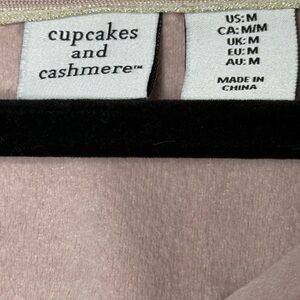 cupcakes
and
cashmere™
US: M
CA: M/M
UK: M
EU: M
AU: M
MADE IN
CHINA